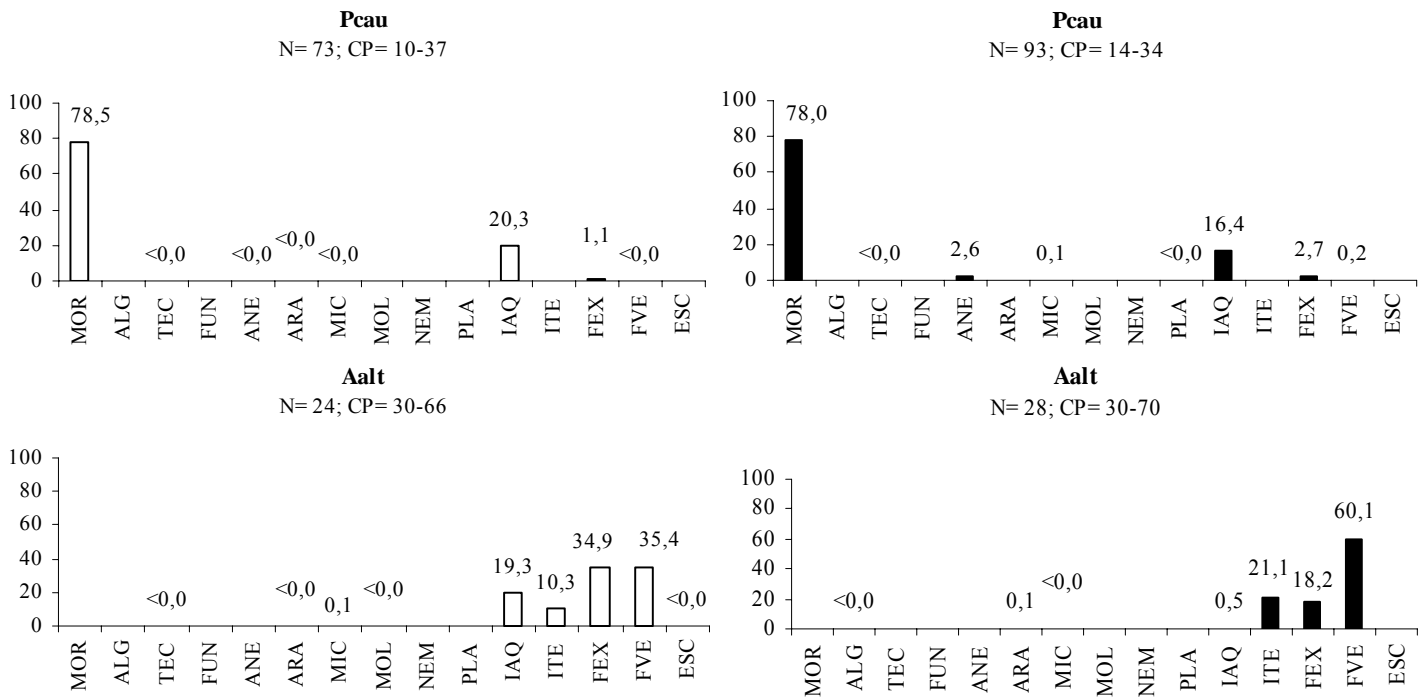 Pcau
N= 73; CP= 10-37
100
80
60
40
20
0
78,5
<0,0
<0,0
<0,0
<0,0
20,3
1,1
<0,0
MOR
ALG
TEC
FUN
ANE
ARA
MIC
MOL
NEM
PLA
IAQ
ITE
FEX
FVE
ESC
Pcau
N= 93; CP= 14-34
100
80
60
40
20
0
78,0
<0,0
2,6
0,1
<0,0
16,4
2,7
0,2
MOR
ALG
TEC
FUN
ANE
ARA
MIC
MOL
NEM
PLA
IAQ
ITE
FEX
FVE
ESC
Aalt
N= 24; CP= 30-66
100
80
60
40
20
0
<0,0
<0,0
0,1
<0,0
19,3
10,3
34,9
35,4
<0,0
MOR
ALG
TEC
FUN
ANE
ARA
MIC
MOL
NEM
PLA
IAQ
ITE
FEX
FVE
ESC
Aalt
N= 28; CP= 30-70
100
80
60
40
20
0
<0,0
0,1
<0,0
0,5
21,1
18,2
60,1
MOR
ALG
TEC
FUN
ANE
ARA
MIC
MOL
NEM
PLA
IAQ
ITE
FEX
FVE
ESC